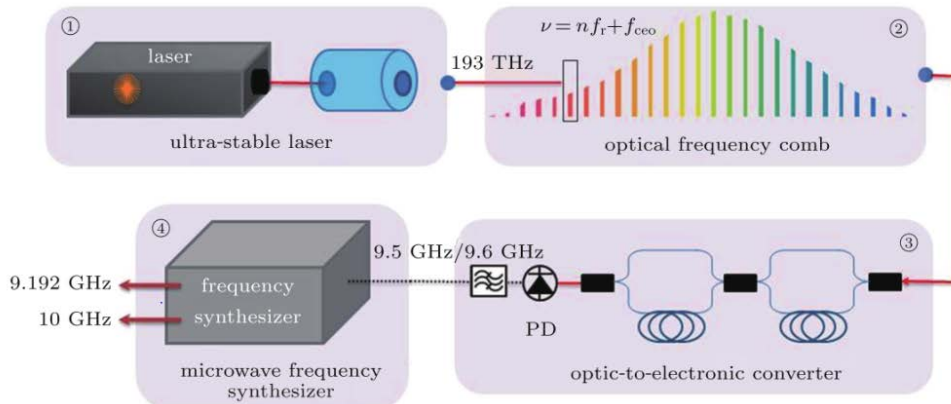 ①
laser
ultra-stable laser
193 THz
②
ν = nfr + fceo
optical frequency comb
③
PD
optic-to-electronic converter
9.5 GHz/9.6 GHz
④
frequency
synthesizer
9.192 GHz
10 GHz
microwave frequency
synthesizer